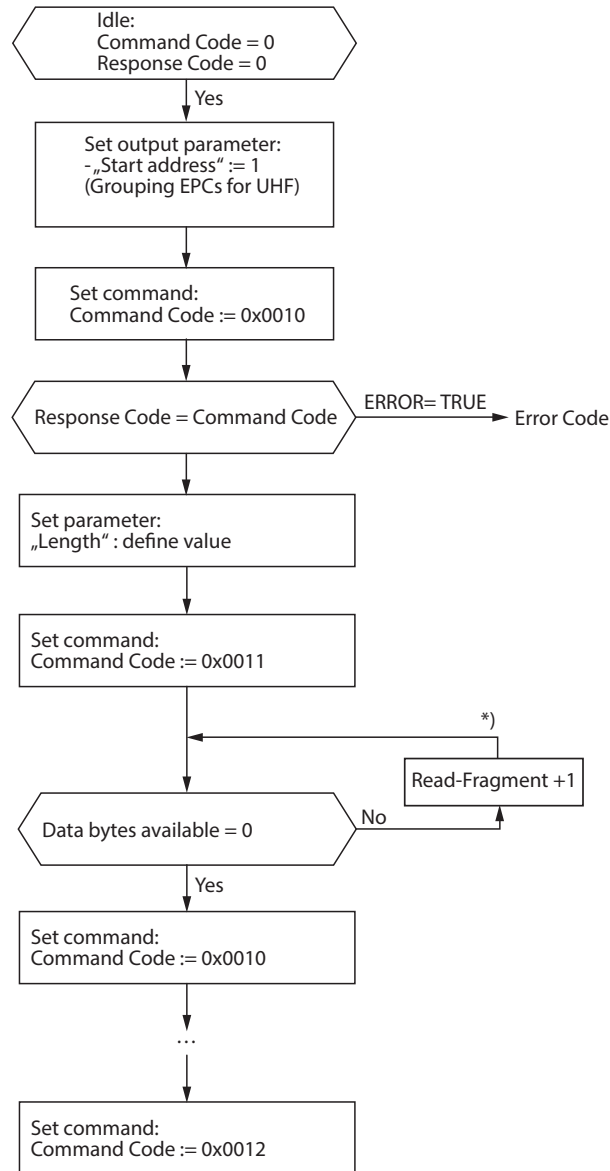 Idle:
Command Code = 0
Response Code = 0
Yes
Set output parameter:
- „Start address“ := 1
(Grouping EPCs for UHF)
Set command:
Command Code := 0x0010
Response Code = Command Code
ERROR= TRUE
Error Code
Set parameter:
„Length“ : define value
Set command:
Command Code := 0x0011
*)
Read-Fragment +1
Data bytes available = 0
No
Yes
Set command:
Command Code := 0x0010
...
Set command:
Command Code := 0x0012